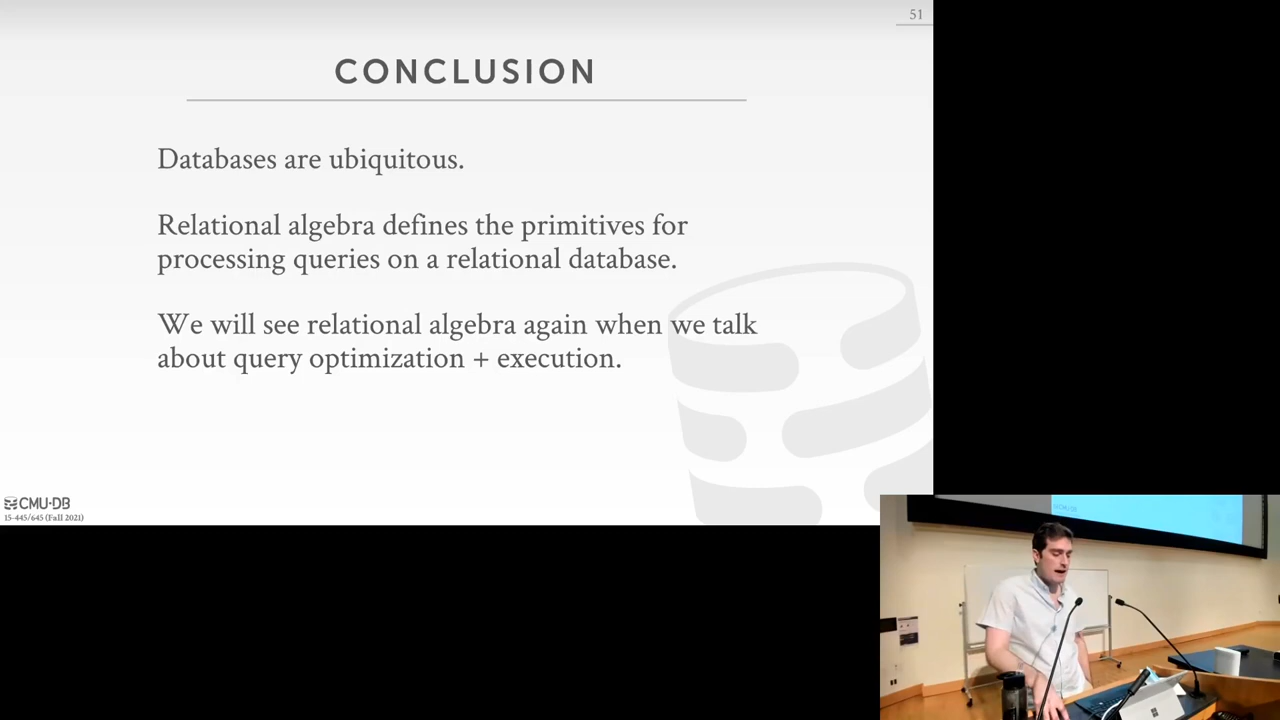 51
CONCLUSION
Databases are ubiquitous.
Relational algebra defines the primitives for
processing queries on a relational database.
We will see relational algebra again when we talk
about query optimization + execution.
CMU·DB
15-445/645 (Fall 2021)